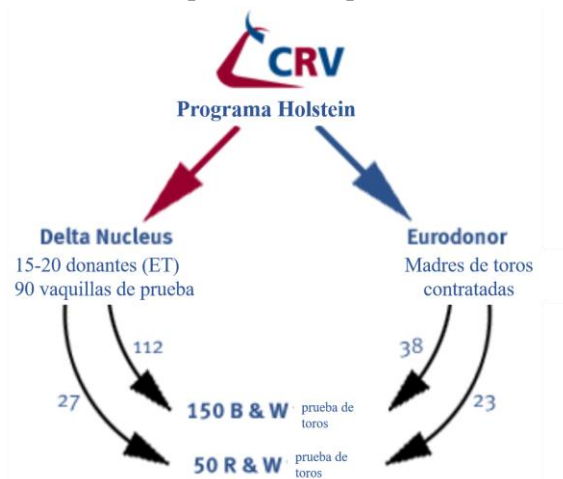 CRV
Programa Holstein
Delta Nucleus
15-20 donantes (ET)
90 vaquillas de prueba
Eurodonor
Madres de toros
contratadas
112
38
27
23
150 B & W prueba de
toros
50 R & W prueba de
toros